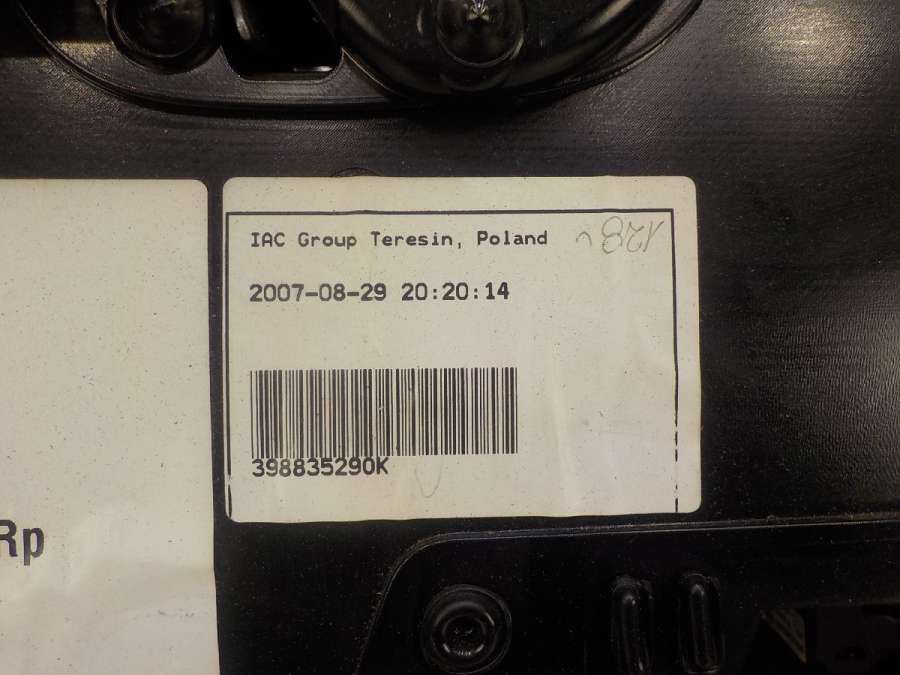 IAC Group Teresin, Poland
2007-08-29 20:20:14
398835290K
Rp